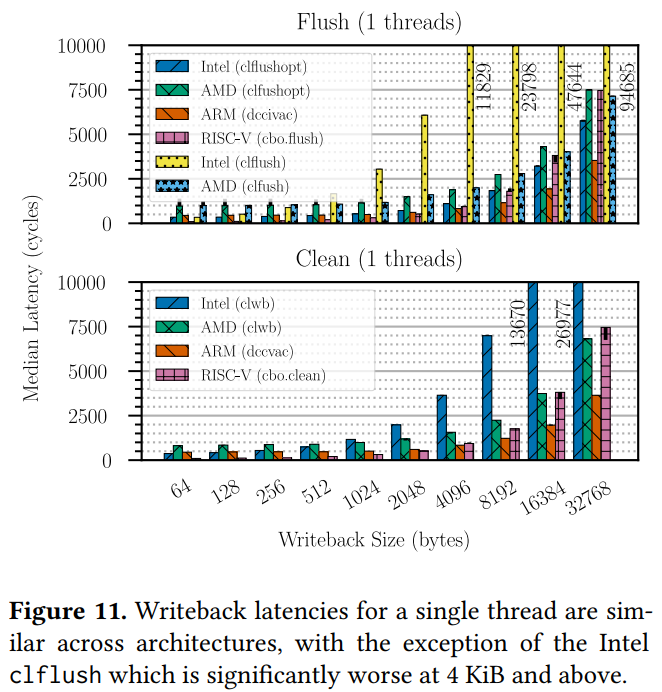 Flush (1 threads)
10000
7500
5000
2500
0
Intel (clflushopt)
AMD (clflushopt)
ARM (dccivac)
RISC-V (cbo.flush)
Intel (clflush)
AMD (clfush)
11829
23798
47644
94685
Median Latency (cycles)
Clean (1 threads)
10000
7500
5000
2500
0
Intel (clwb)
AMD (clwb)
ARM (dccvac)
RISC-V (cbo.clean)
13670
26977
64 128 256 512 1024 2048 4096 8192 16384 32768
Writeback Size (bytes)
Figure 11. Writeback latencies for a single thread are sim-
ilar across architectures, with the exception of the Intel
clflush which is significantly worse at 4 KiB and above.